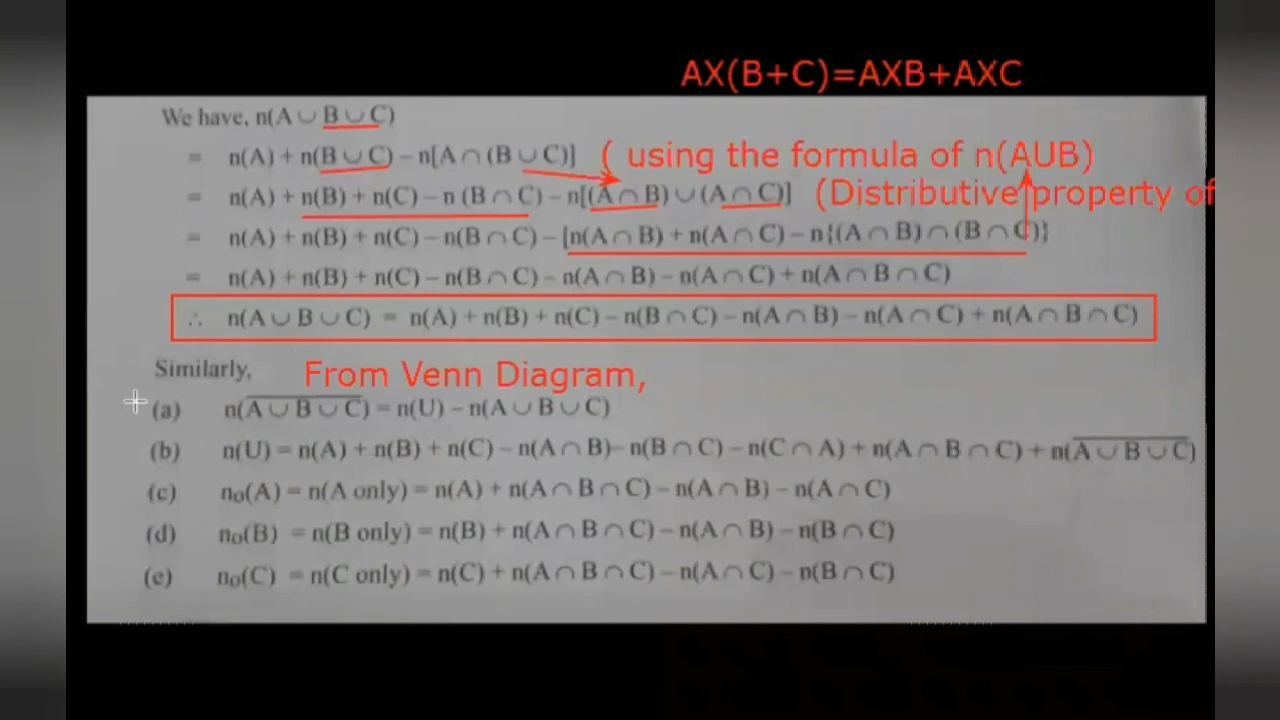 AX(B+C)=AXB+AXC
We have, n(A ∪ B ∪ C)
= n(A) + n(B ∪ C) – n[A ∩ (B ∪ C)] ( using the formula of n(AUB)
= n(A) + n(B) + n(C) – n (B ∩ C) – n[(A ∩ B) ∪ (A ∩ C)] (Distributive property of
= n(A) + n(B) + n(C) – n(B ∩ C) – [n(A ∩ B) + n(A ∩ C) – n{(A ∩ B) ∩ (B ∩ C)}
= n(A) + n(B) + n(C) – n(B ∩ C) – n(A ∩ B) – n(A ∩ C) + n(A ∩ B ∩ C)
∴ n(A ∪ B ∪ C) = n(A) + n(B) + n(C) – n(B ∩ C) – n(A ∩ B) – n(A ∩ C) + n(A ∩ B ∩ C)
Similarly, From Venn Diagram,
(a) n(A̅ ̅∪̅ ̅B̅ ̅∪̅ ̅C̅) = n(U) – n(A ∪ B ∪ C)
(b) n(U) = n(A) + n(B) + n(C) – n(A ∩ B)– n(B ∩ C) – n(C ∩ A) + n(A ∩ B ∩ C) + n(A̅ ̅∪̅ ̅B̅ ̅∪̅ ̅C̅)
(c) n₀(A) = n(A only) = n(A) + n(A ∩ B ∩ C) – n(A ∩ B) – n(A ∩ C)
(d) n₀(B) = n(B only) = n(B) + n(A ∩ B ∩ C) – n(A ∩ B) – n(B ∩ C)
(e) n₀(C) = n(C only) = n(C) + n(A ∩ B ∩ C) – n(A ∩ C) – n(B ∩ C)